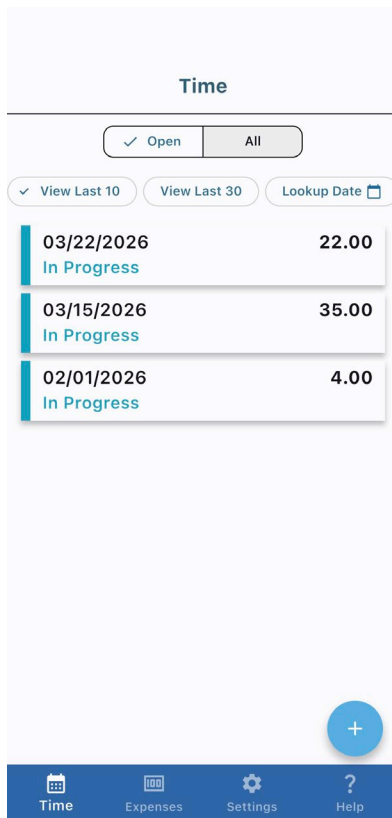 Time
Open All
View Last 10 View Last 30 Lookup Date
03/22/2026 22.00
In Progress
03/15/2026 35.00
In Progress
02/01/2026 4.00
In Progress
+
100
Time Expenses Settings ? Help